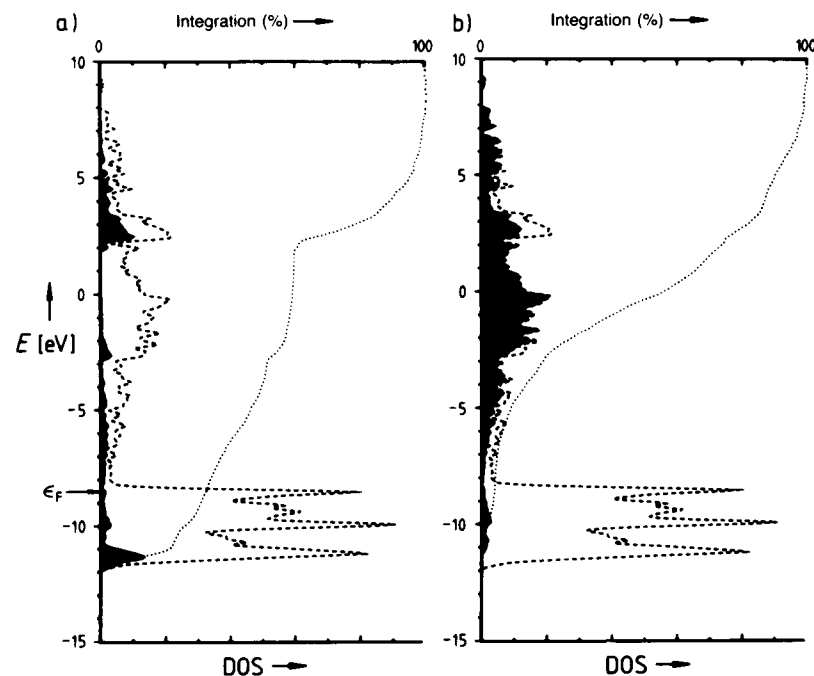 a) Integration (%) →
0 100
10
5
0
E [eV]
-5
εF
-10
-15
DOS →
b) Integration (%) →
0 100
10
5
0
-5
-10
-15
DOS →